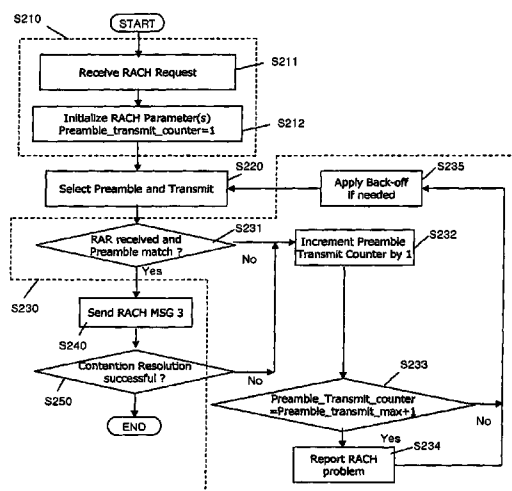 S210
START
Receive RACH Request
S211
Initialize RACH Parameter(s)
Preamble_transmit_counter=1
S212
S220
Select Preamble and Transmit
S235
Apply Back-off
if needed
S231
RAR received and
Preamble match ?
No
Yes
Increment Preamble
Transmit Counter by 1
S232
S230
Send RACH MSG 3
S240
Contention Resolution
successful ?
No
S250
END
S233
Preamble_Transmit_counter
=Preamble_transmit_max+1
No
Yes
S234
Report RACH
problem